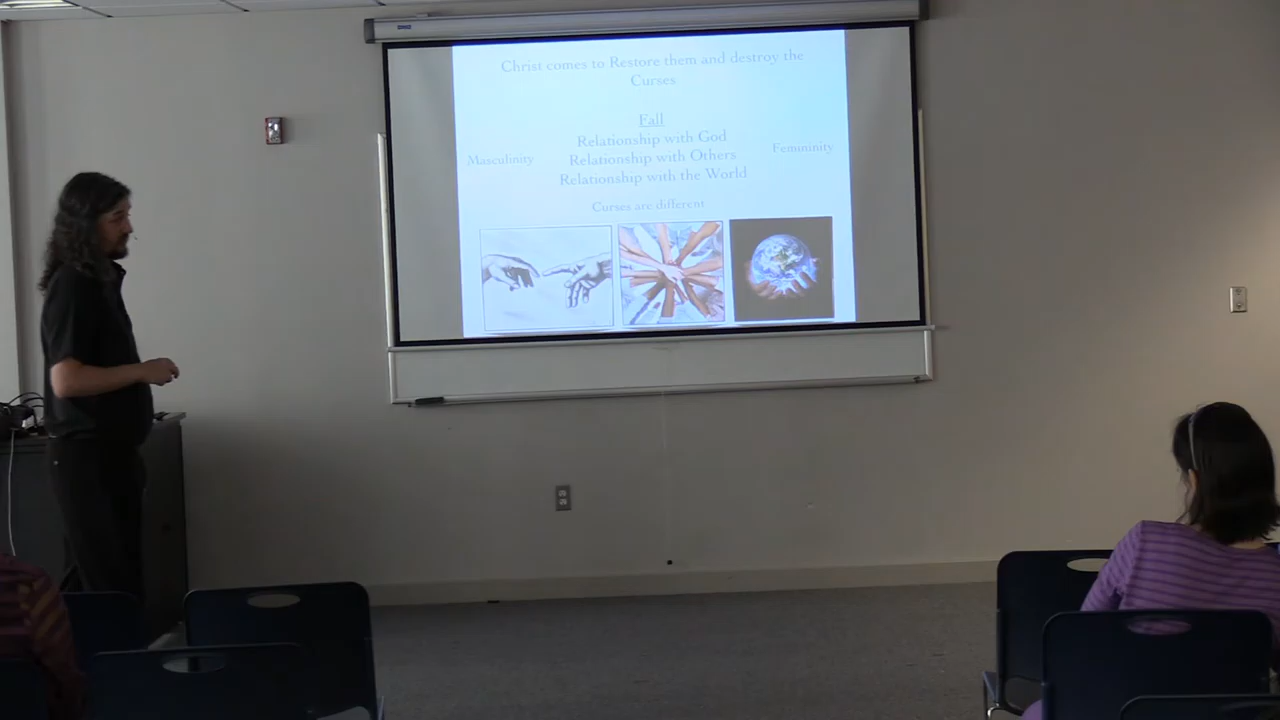 Christ comes to Restore them and destroy the
Curses
Fall
Relationship with God
Masculinity
Relationship with Others
Femininity
Relationship with the World
Curses are different